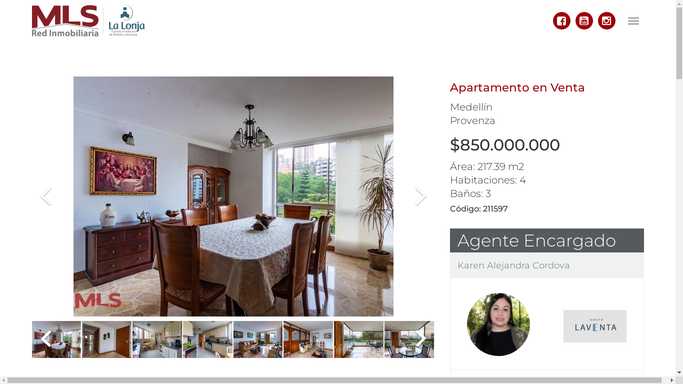 MLS
Red Inmobiliaria
La Lonja
Apartamento en Venta
Medellín
Provenza
$850.000.000
Área: 217.39 m2
Habitaciones: 4
Baños: 3
Código: 211597
Agente Encargado
Karen Alejandra Cordova
MLS
LAVENTA